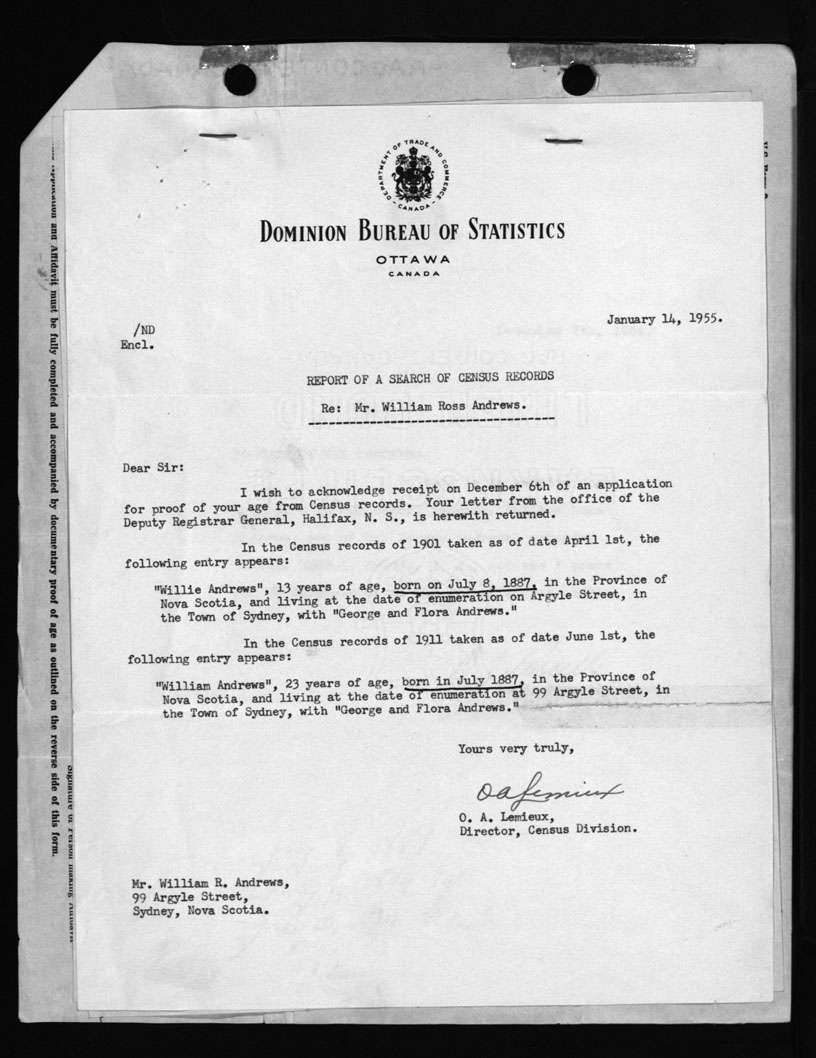 DEPARTMENT OF TRADE AND COMMERCE
- CANADA -
DOMINION BUREAU OF STATISTICS
OTTAWA
CANADA
January 14, 1955.
/ND
Encl.
REPORT OF A SEARCH OF CENSUS RECORDS
Re: Mr. William Ross Andrews.
Dear Sir:
I wish to acknowledge receipt on December 6th of an application
for proof of your age from Census records. Your letter from the office of the
Deputy Registrar General, Halifax, N. S., is herewith returned.
In the Census records of 1901 taken as of date April 1st, the
following entry appears:
"Willie Andrews", 13 years of age, born on July 8, 1887, in the Province of
Nova Scotia, and living at the date of enumeration on Argyle Street, in
the Town of Sydney, with "George and Flora Andrews."
In the Census records of 1911 taken as of date June 1st, the
following entry appears:
"William Andrews", 23 years of age, born in July 1887, in the Province of
Nova Scotia, and living at the date of enumeration at 99 Argyle Street, in
the Town of Sydney, with "George and Flora Andrews."
Yours very truly,
O A Lemieux
O. A. Lemieux,
Director, Census Division.
Mr. William R. Andrews,
99 Argyle Street,
Sydney, Nova Scotia.
Application and Affidavit must be fully completed and accompanied by documentary proof of age as outlined on the reverse side of this form.